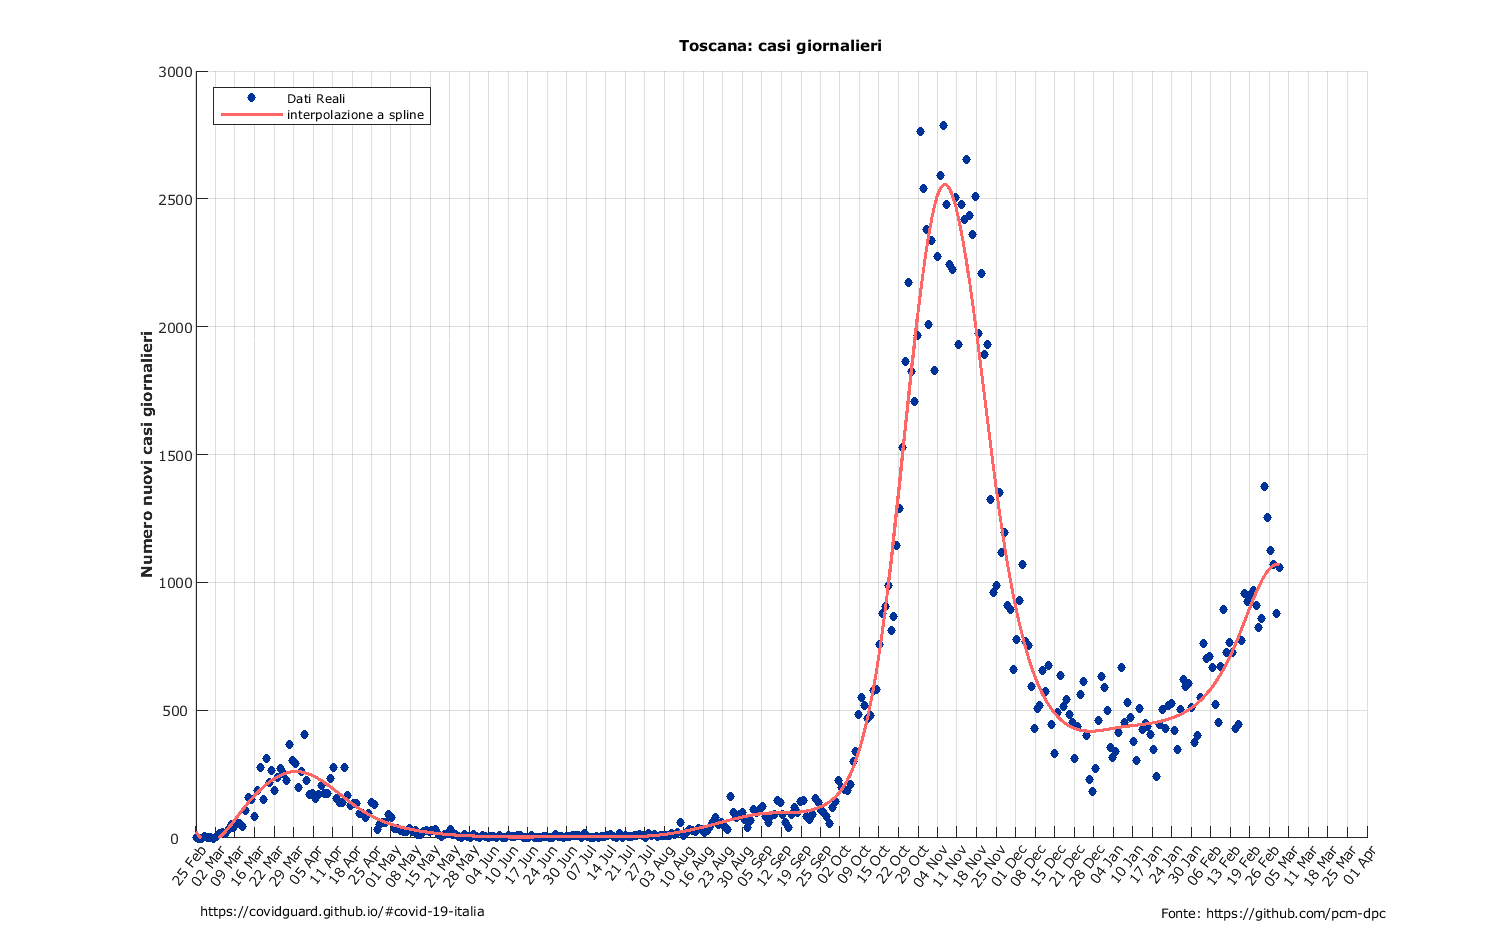 Toscana: casi giornalieri
Dati Reali
interpolazione a spline
Numero nuovi casi giornalieri
3000
2500
2000
1500
1000
500
0
25 Feb
02 Mar
09 Mar
16 Mar
22 Mar
29 Mar
05 Apr
11 Apr
18 Apr
25 Apr
01 May
08 May
15 May
21 May
28 May
04 Jun
10 Jun
17 Jun
24 Jun
30 Jun
07 Jul
14 Jul
21 Jul
27 Jul
03 Aug
10 Aug
16 Aug
23 Aug
30 Aug
05 Sep
12 Sep
19 Sep
25 Sep
02 Oct
09 Oct
15 Oct
22 Oct
29 Oct
04 Nov
11 Nov
18 Nov
25 Nov
01 Dec
08 Dec
15 Dec
21 Dec
28 Dec
04 Jan
10 Jan
17 Jan
24 Jan
30 Jan
06 Feb
13 Feb
19 Feb
26 Feb
05 Mar
11 Mar
18 Mar
25 Mar
01 Apr
https://covidguard.github.io/#covid-19-italia
Fonte: https://github.com/pcm-dpc